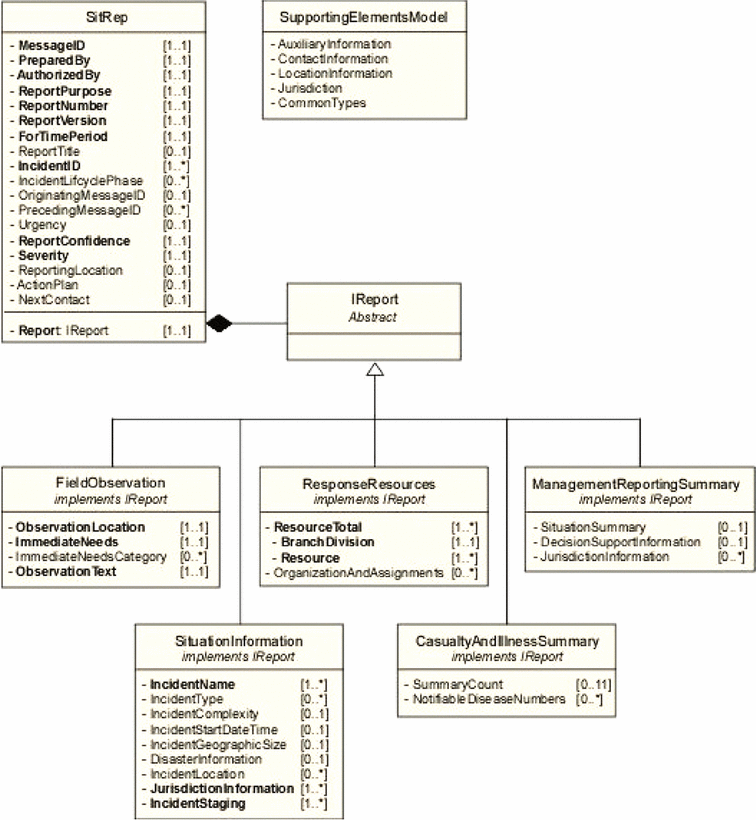 SitRep
- MessageID [1..1]
- PreparedBy [1..1]
- AuthorizedBy [1..1]
- ReportPurpose [1..1]
- ReportNumber [1..1]
- ReportVersion [1..1]
- ForTimePeriod [1..1]
- ReportTitle [0..1]
- IncidentID [1..*]
- IncidentLifcyclePhase [0..*]
- OriginatingMessageID [0..1]
- PrecedingMessageID [0..*]
- Urgency [0..1]
- ReportConfidence [1..1]
- Severity [1..1]
- ReportingLocation [0..1]
- ActionPlan [0..1]
- NextContact [0..1]
- Report: IReport [1..1]
SupportingElementsModel
- AuxiliaryInformation
- ContactInformation
- LocationInformation
- Jurisdiction
- CommonTypes
IReport
Abstract
FieldObservation
implements IReport
- ObservationLocation [1..1]
- ImmediateNeeds [1..1]
- ImmediateNeedsCategory [0..*]
- ObservationText [1..1]
ResponseResources
implements IReport
- ResourceTotal [1..*]
- BranchDivision [1..1]
- Resource [1..*]
- OrganizationAndAssignments [0..*]
ManagementReportingSummary
implements IReport
- SituationSummary [0..1]
- DecisionSupportInformation [0..1]
- JurisdictionInformation [0..*]
SituationInformation
implements IReport
- IncidentName [1..*]
- IncidentType [0..*]
- IncidentComplexity [0..1]
- IncidentStartDateTime [0..1]
- IncidentGeographicSize [0..1]
- DisasterInformation [0..1]
- IncidentLocation [0..*]
- JurisdictionInformation [1..*]
- IncidentStaging [1..*]
CasualtyAndIllnessSummary
implements IReport
- SummaryCount [0..11]
- NotifiableDiseaseNumbers [0..*]